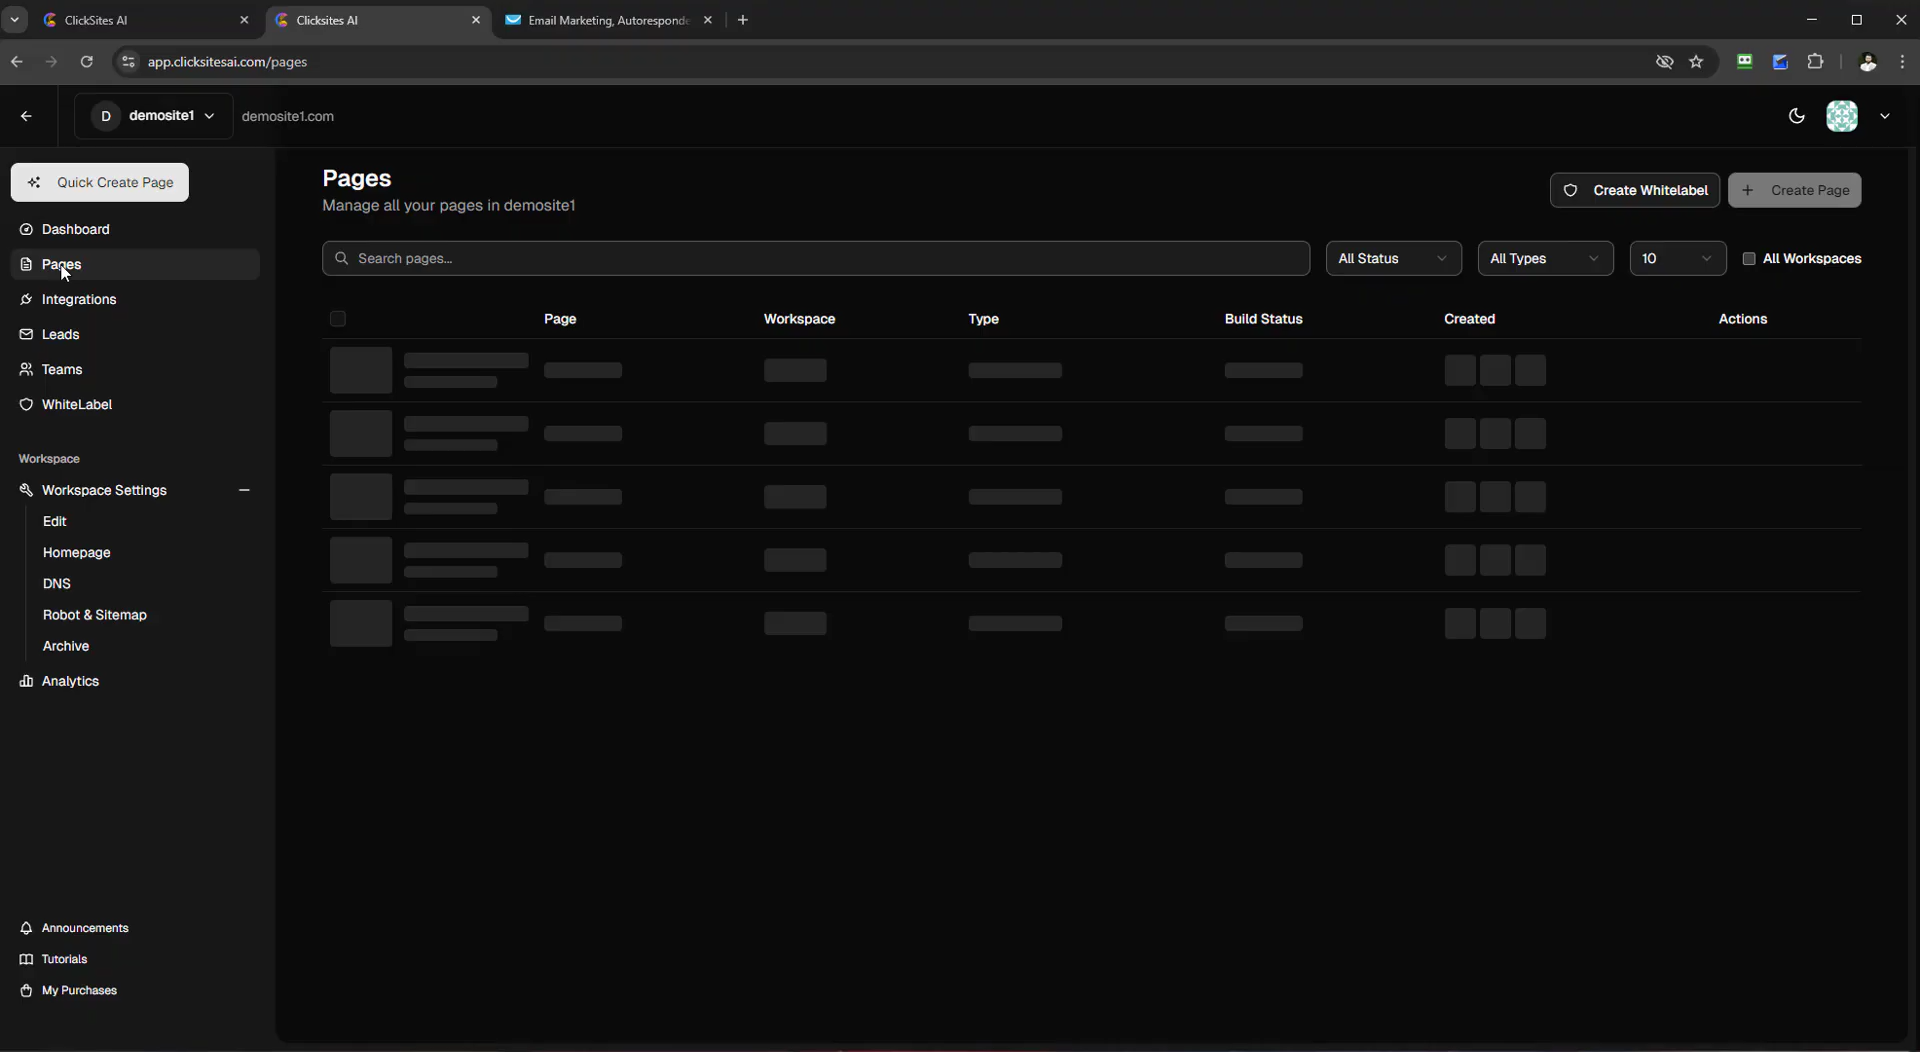 ClickSites AI
Clicksites AI
Email Marketing, Autoresponde
app.clicksitesai.com/pages
D
demosite1
demosite1.com
Quick Create Page
Dashboard
Pages
Integrations
Leads
Teams
WhiteLabel
Workspace
Workspace Settings
Edit
Homepage
DNS
Robot & Sitemap
Archive
Analytics
Announcements
Tutorials
My Purchases
Pages
Manage all your pages in demosite1
Create Whitelabel
Create Page
Search pages...
All Status
All Types
10
All Workspaces
Page Workspace Type Build Status Created Actions